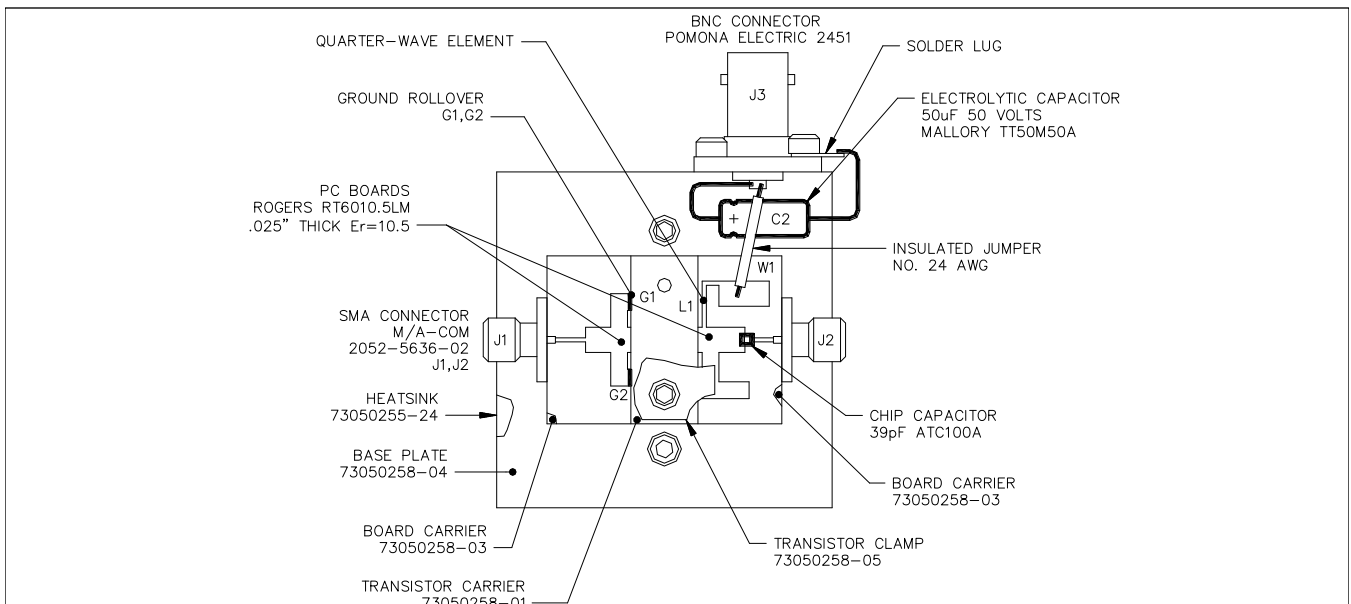 BNC CONNECTOR
POMONA ELECTRIC 2451
QUARTER-WAVE ELEMENT
SOLDER LUG
J3
GROUND ROLLOVER
G1,G2
ELECTROLYTIC CAPACITOR
50uF 50 VOLTS
MALLORY TT50M50A
PC BOARDS
ROGERS RT6010.5LM
.025" THICK Er=10.5
+ C2
INSULATED JUMPER
NO. 24 AWG
W1
G1
L1
SMA CONNECTOR
M/A-COM
2052-5636-02
J1,J2
J1
J2
G2
HEATSINK
73050255-24
CHIP CAPACITOR
39pF ATC100A
BASE PLATE
73050258-04
BOARD CARRIER
73050258-03
BOARD CARRIER
73050258-03
TRANSISTOR CLAMP
73050258-05
TRANSISTOR CARRIER
73050258-01